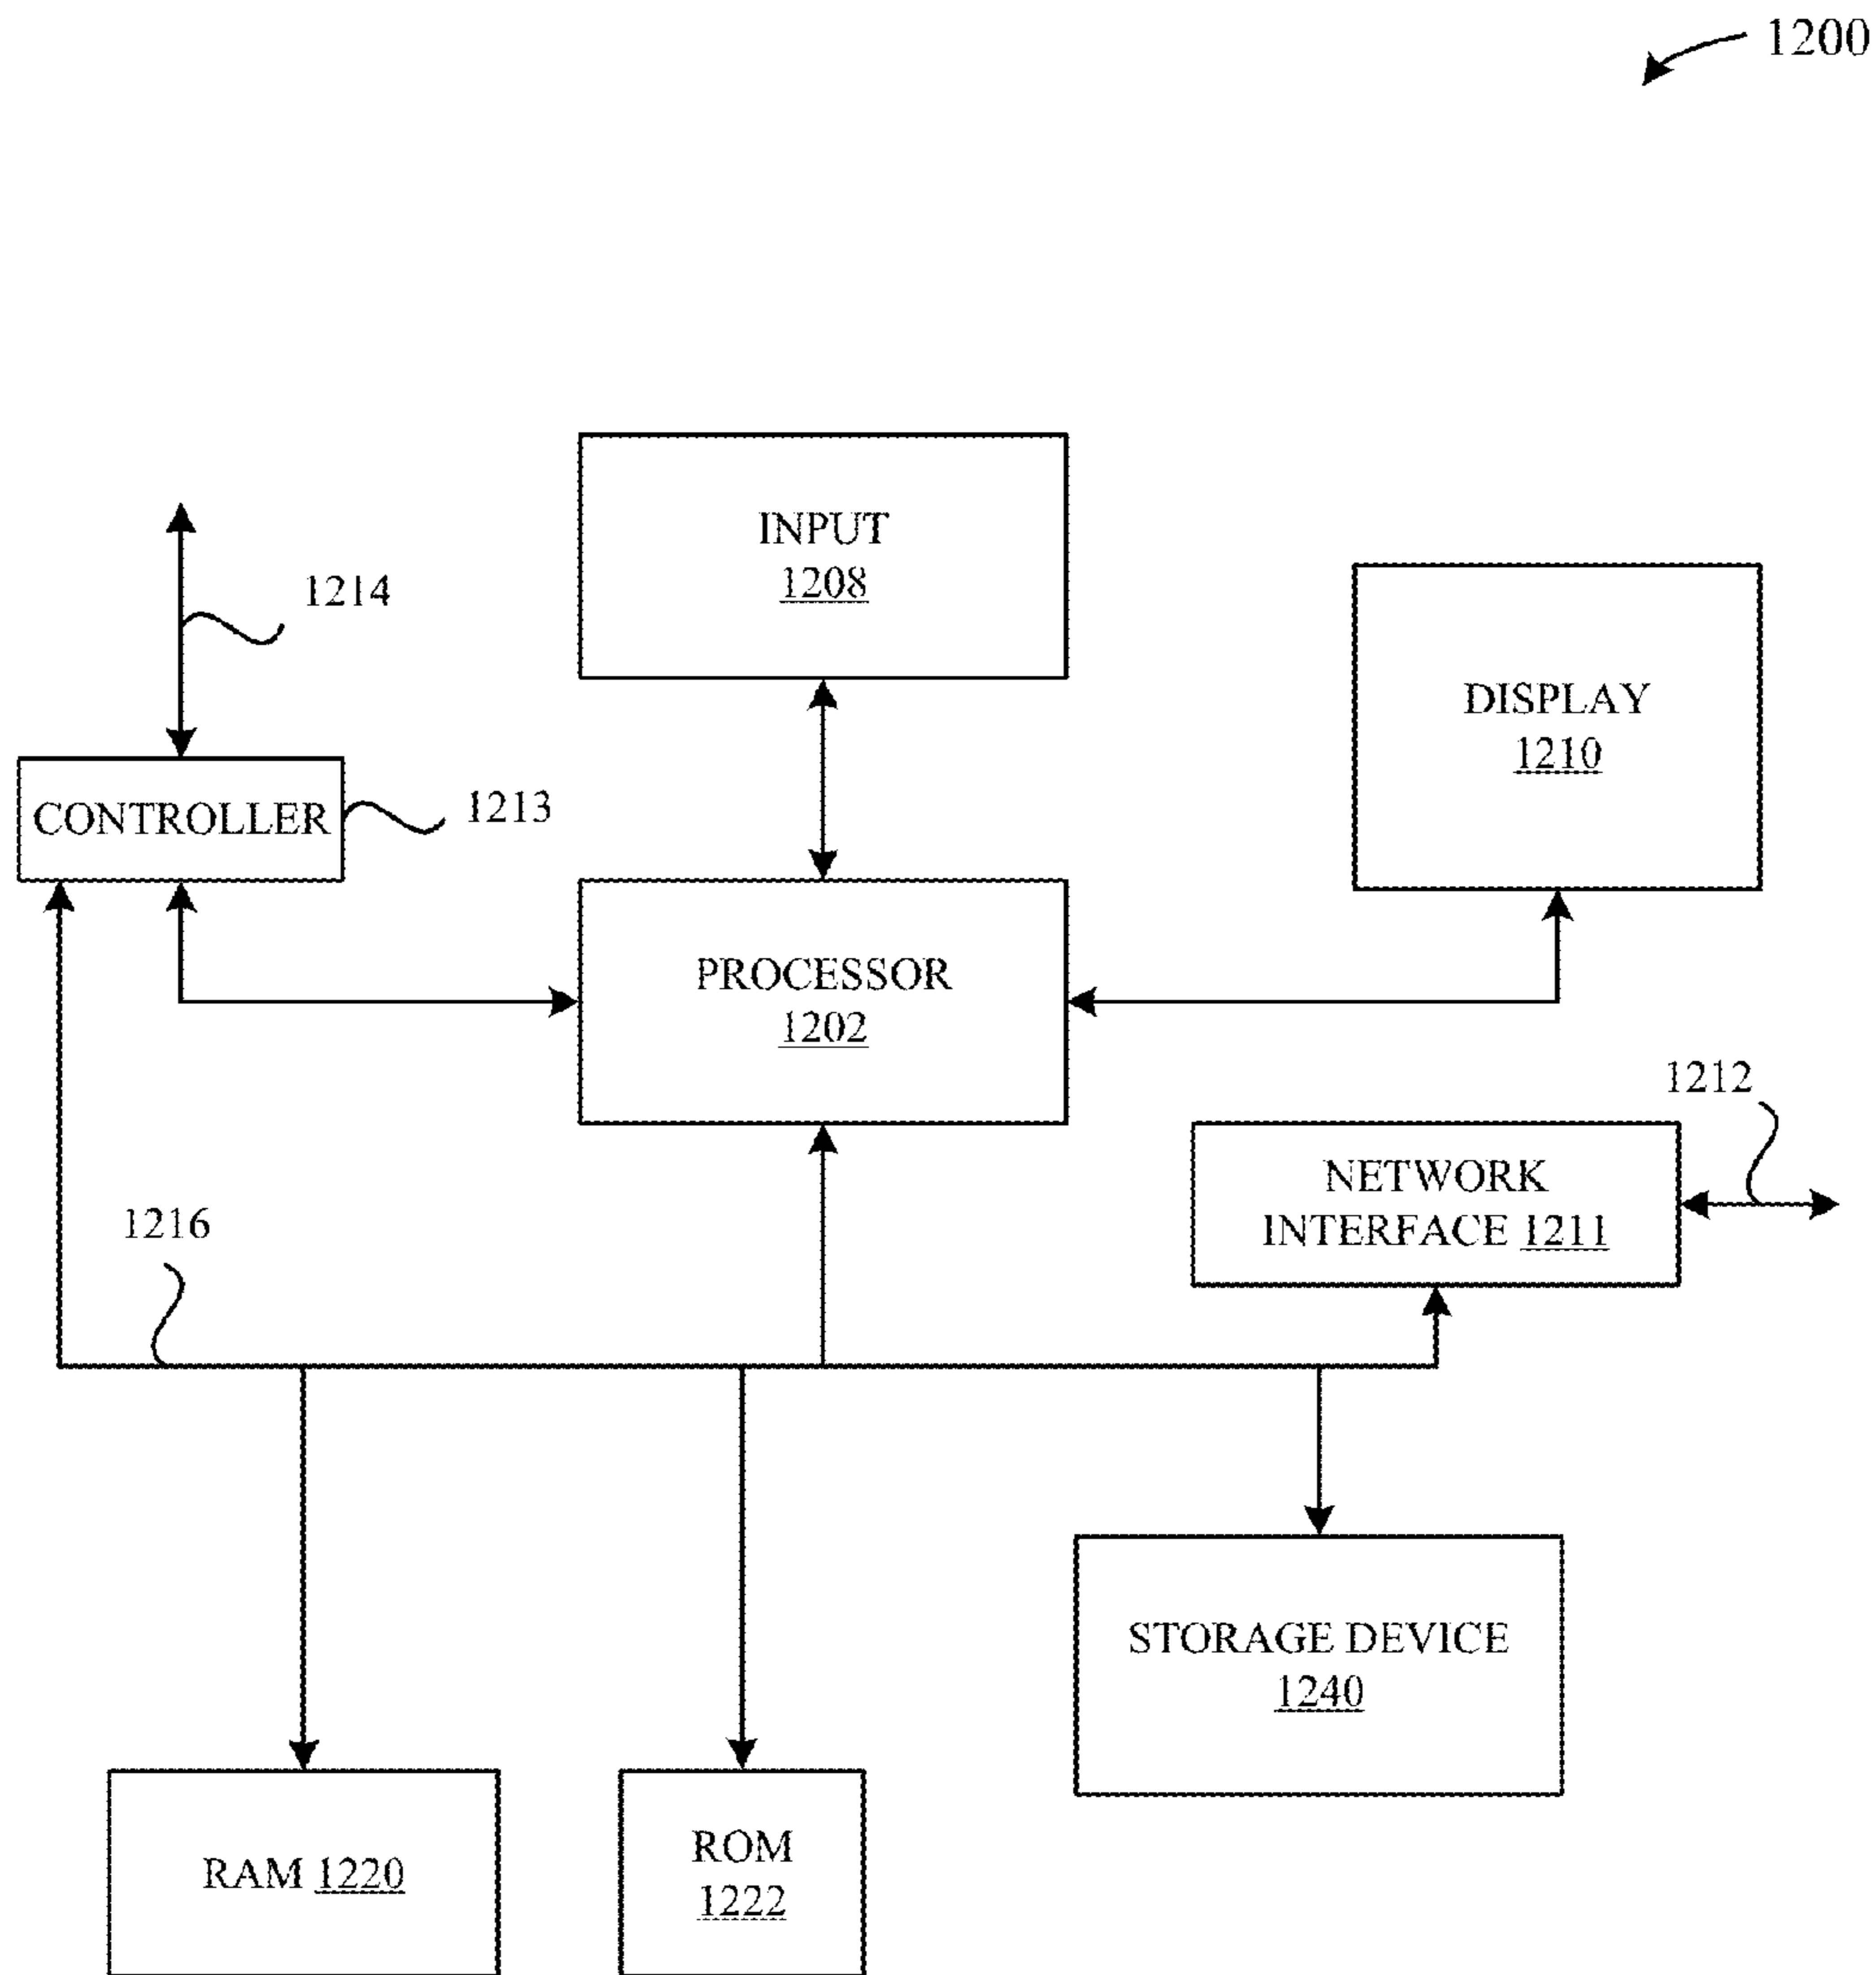 1200
INPUT
1208
1214
DISPLAY
1210
CONTROLLER
1213
PROCESSOR
1202
1212
NETWORK
INTERFACE 1211
1216
STORAGE DEVICE
1240
RAM 1220
ROM
1222